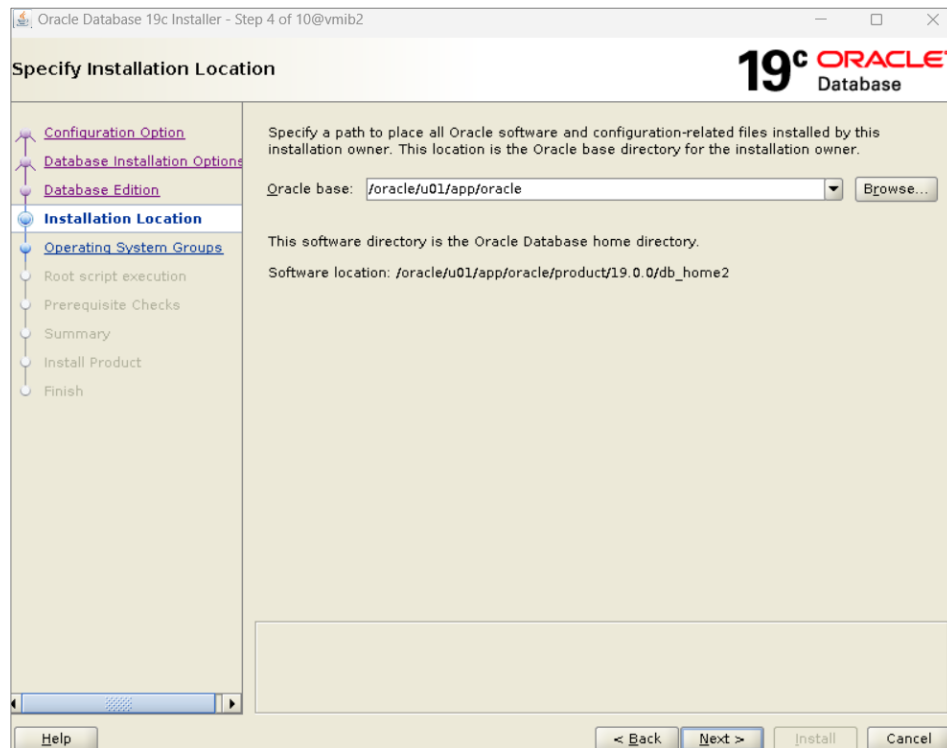 Oracle Database 19c Installer - Step 4 of 10@vmib2
Specify Installation Location
19c ORACLE
Database
Configuration Option
Database Installation Options
Database Edition
Installation Location
Operating System Groups
Root script execution
Prerequisite Checks
Summary
Install Product
Finish
Specify a path to place all Oracle software and configuration-related files installed by this
installation owner. This location is the Oracle base directory for the installation owner.
Oracle base: /oracle/u01/app/oracle Browse...
This software directory is the Oracle Database home directory.
Software location: /oracle/u01/app/oracle/product/19.0.0/db_home2
Help < Back Next > Install Cancel